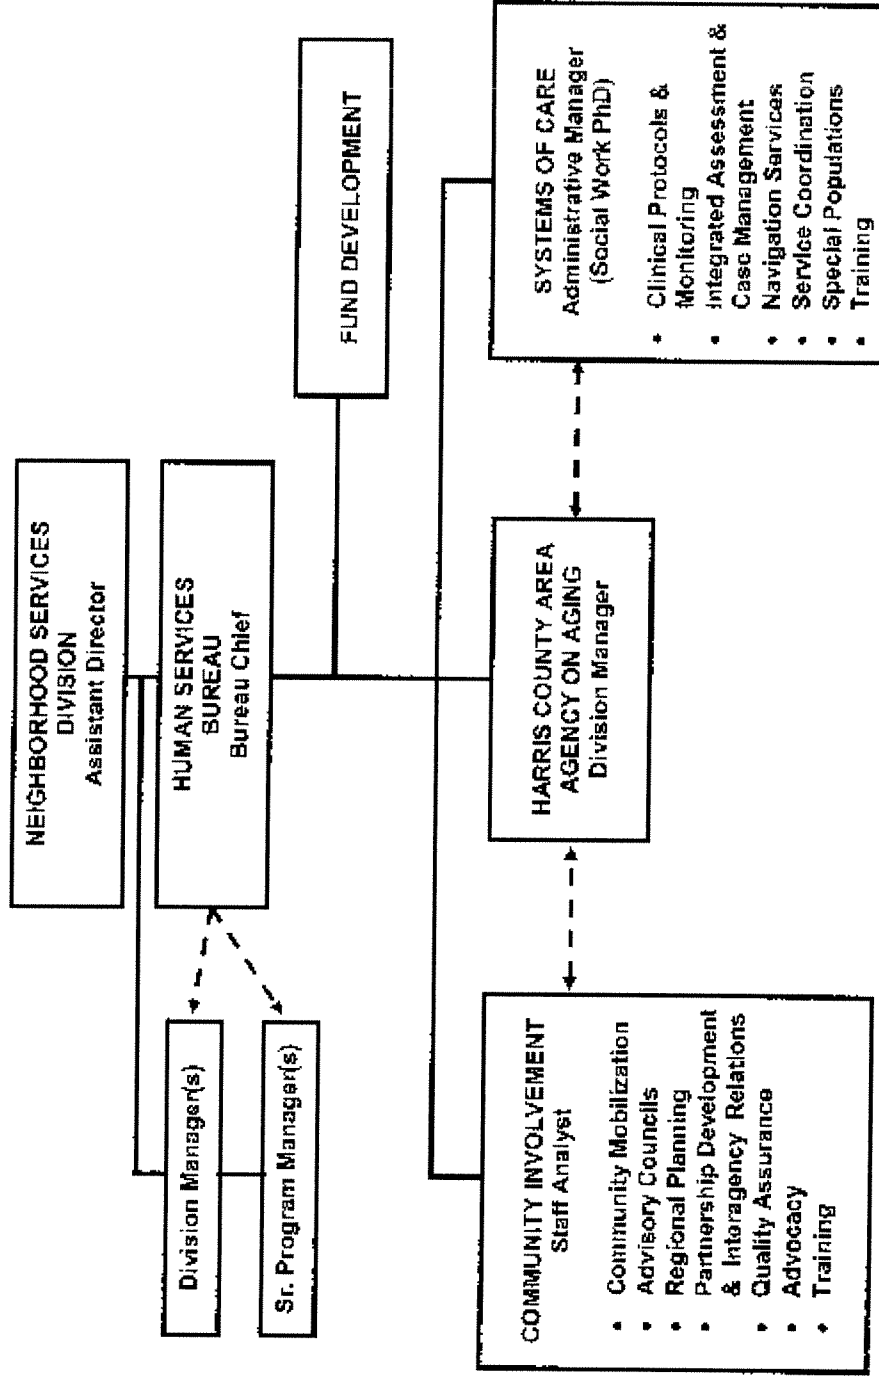 NEIGHBORHOOD SERVICES
DIVISION
Assistant Director
HUMAN SERVICES
BUREAU
Bureau Chief
Division Manager(s)
Sr. Program Manager(s)
FUND DEVELOPMENT
COMMUNITY INVOLVEMENT
Staff Analyst
• Community Mobilization
• Advisory Councils
• Regional Planning
• Partnership Development
& Interagency Relations
• Quality Assurance
• Advocacy
• Training
HARRIS COUNTY AREA
AGENCY ON AGING
Division Manager
SYSTEMS OF CARE
Administrative Manager
(Social Work PhD)
• Clinical Protocols &
Monitoring
• Integrated Assessment &
Case Management
• Navigation Services
• Service Coordination
• Special Populations
• Training